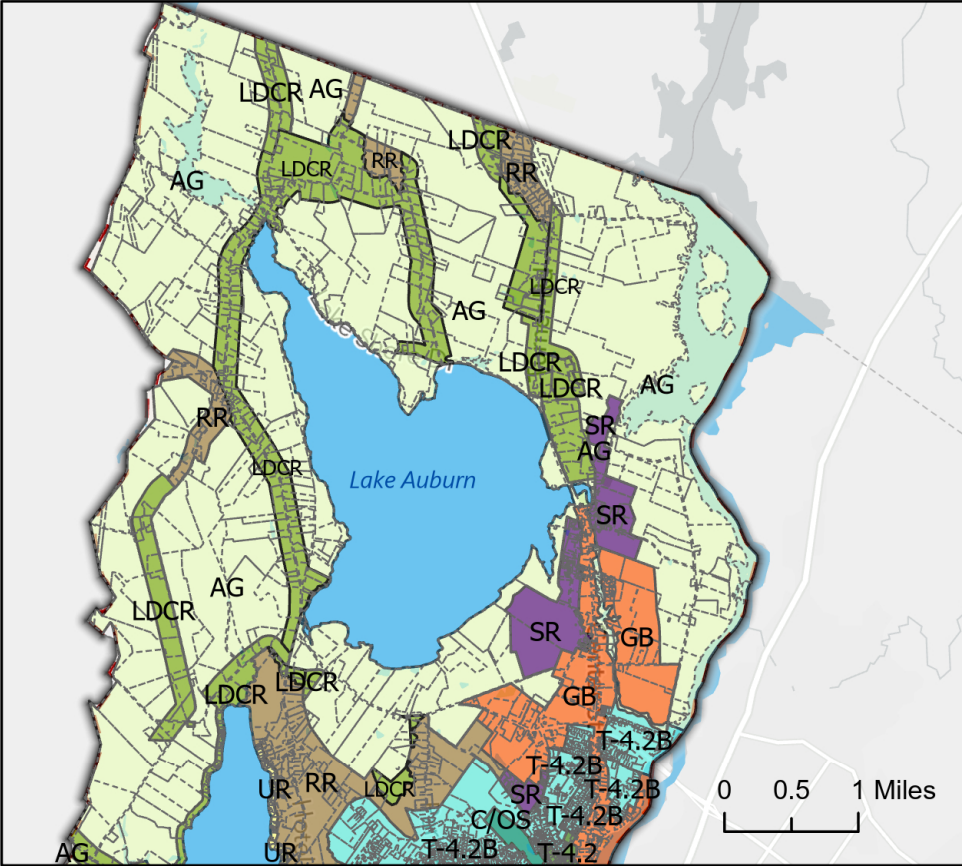 LDCR AG
LDCR
RR
LDCR
RR
AG
LDCR
AG
LDCR
LDCR
AG
RR
SR
AG
LDCR
Lake Auburn
SR
AG
LDCR
SR
GB
LDCR
LDCR
GB
T-4.2B
T-4.2B
UR
RR
LDCR
SR
T-4.2B
0 0.5 1 Miles
C/OS
T-4.2B
AG
UR
T-4.2B
T-4.2